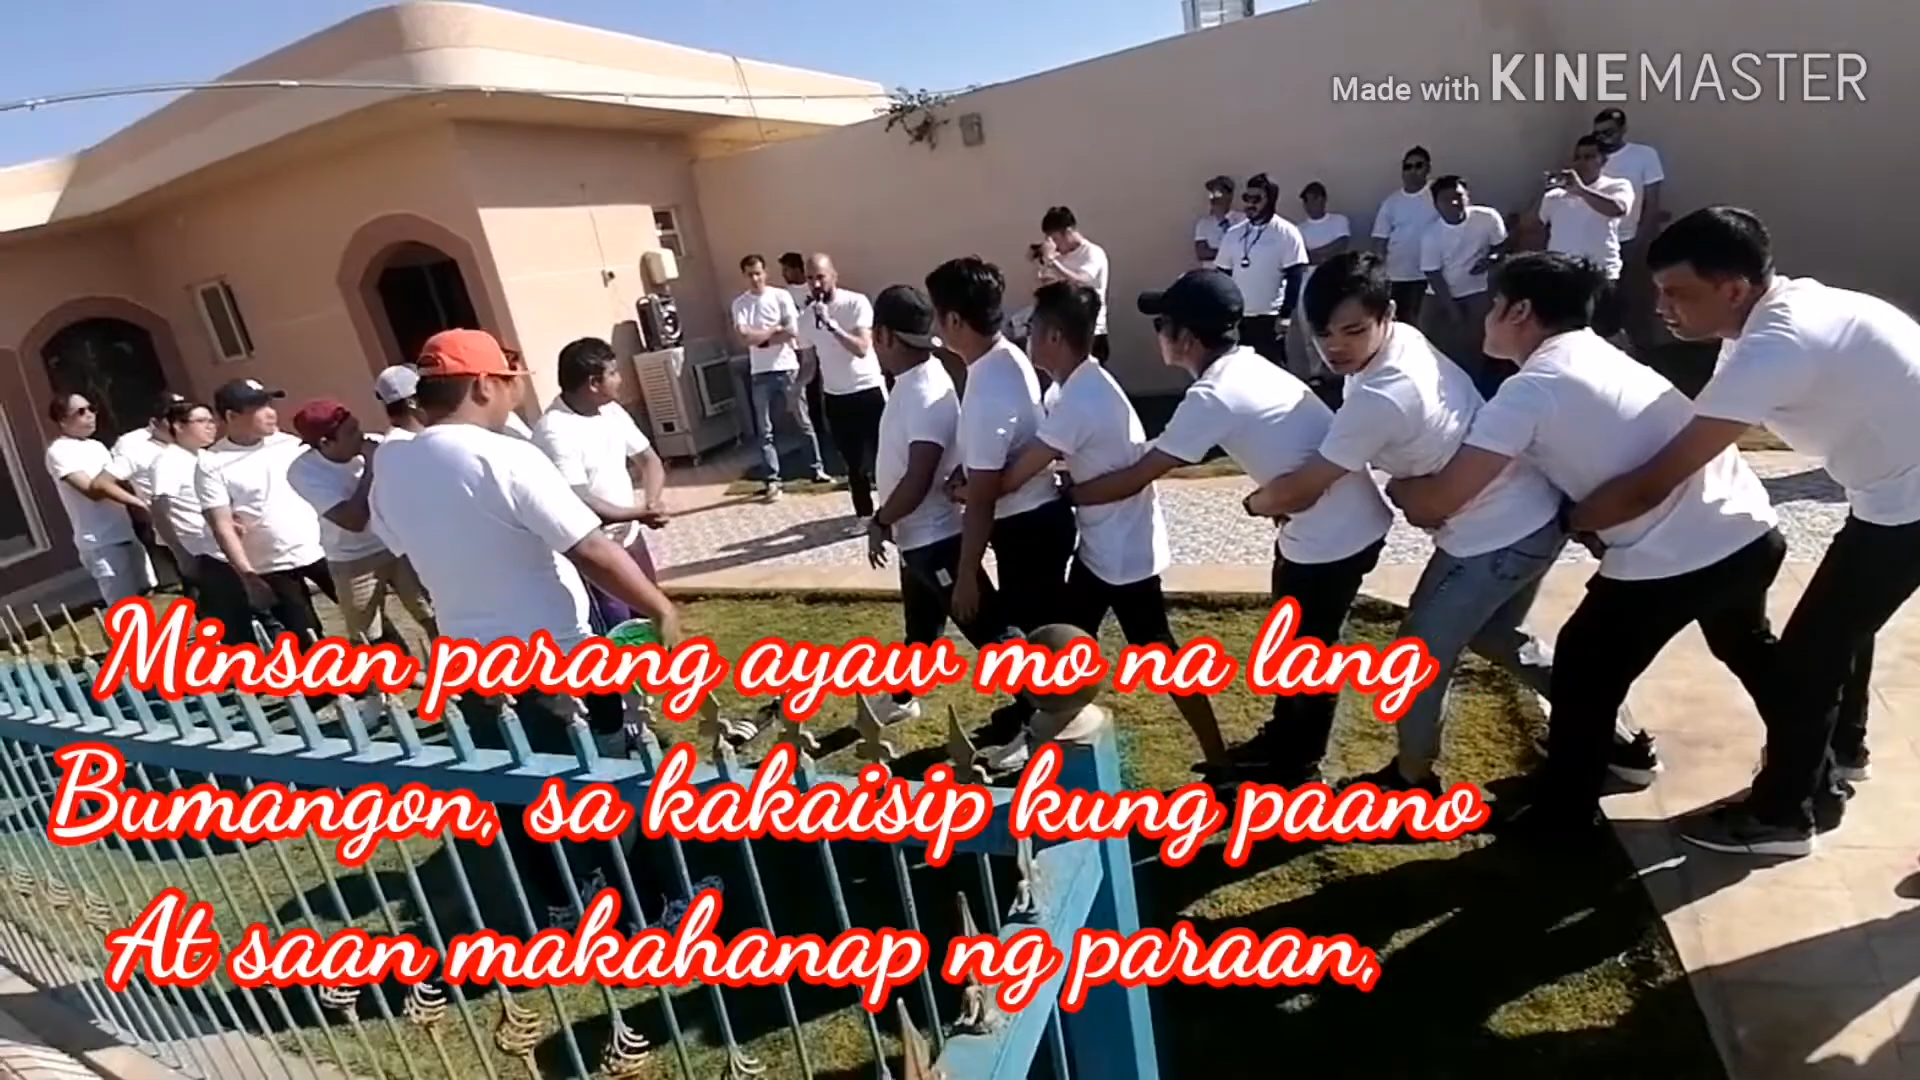 Made with KINEMASTER
Minsan parang ayaw mo na lang
Bumangon, sa kakaisip kung paano
At saan makahanap ng paraan,